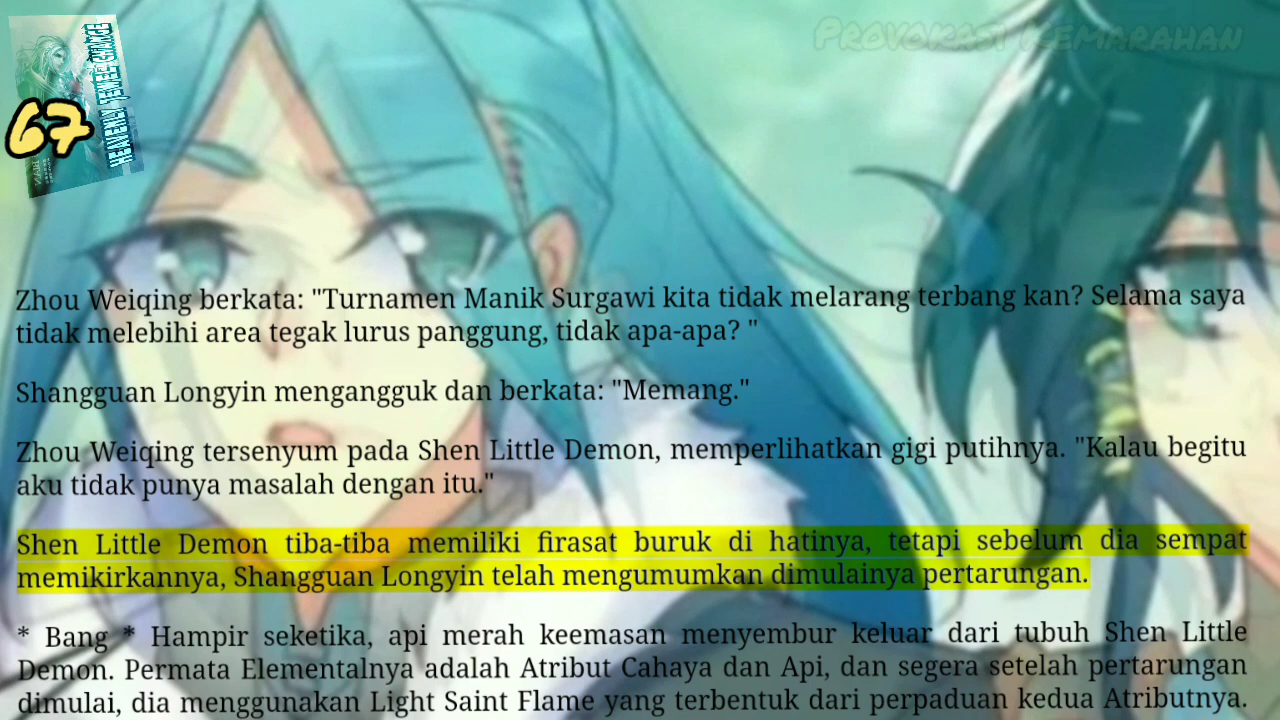 Provokasi Kemarahan
HEAVENLY JEWEL CHANGE
67
Zhou Weiqing berkata: "Turnamen Manik Surgawi kita tidak melarang terbang kan? Selama saya
tidak melebihi area tegak lurus panggung, tidak apa-apa? "
Shangguan Longyin mengangguk dan berkata: "Memang."
Zhou Weiqing tersenyum pada Shen Little Demon, memperlihatkan gigi putihnya. "Kalau begitu
aku tidak punya masalah dengan itu."
Shen Little Demon tiba-tiba memiliki firasat buruk di hatinya, tetapi sebelum dia sempat
memikirkannya, Shangguan Longyin telah mengumumkan dimulainya pertarungan.
* Bang * Hampir seketika, api merah keemasan menyembur keluar dari tubuh Shen Little
Demon. Permata Elementalnya adalah Atribut Cahaya dan Api, dan segera setelah pertarungan
dimulai, dia menggunakan Light Saint Flame yang terbentuk dari perpaduan kedua Atributnya.